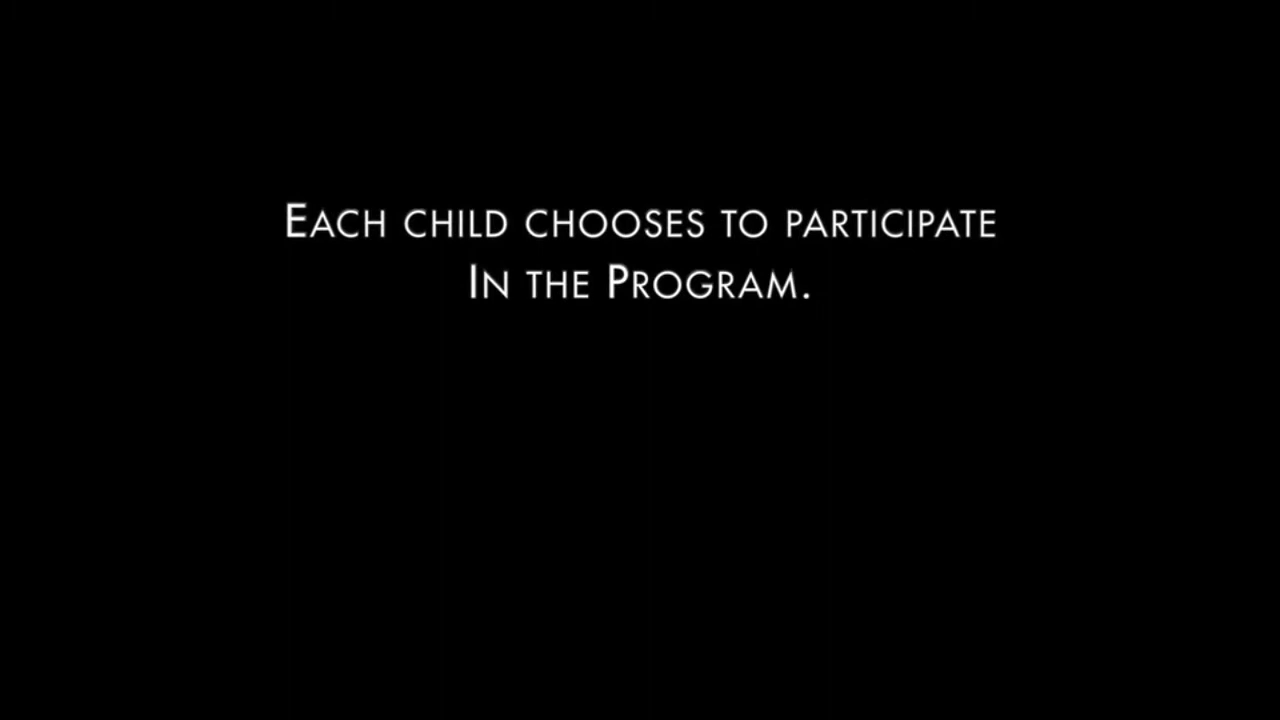 Each child chooses to participate
In the Program.